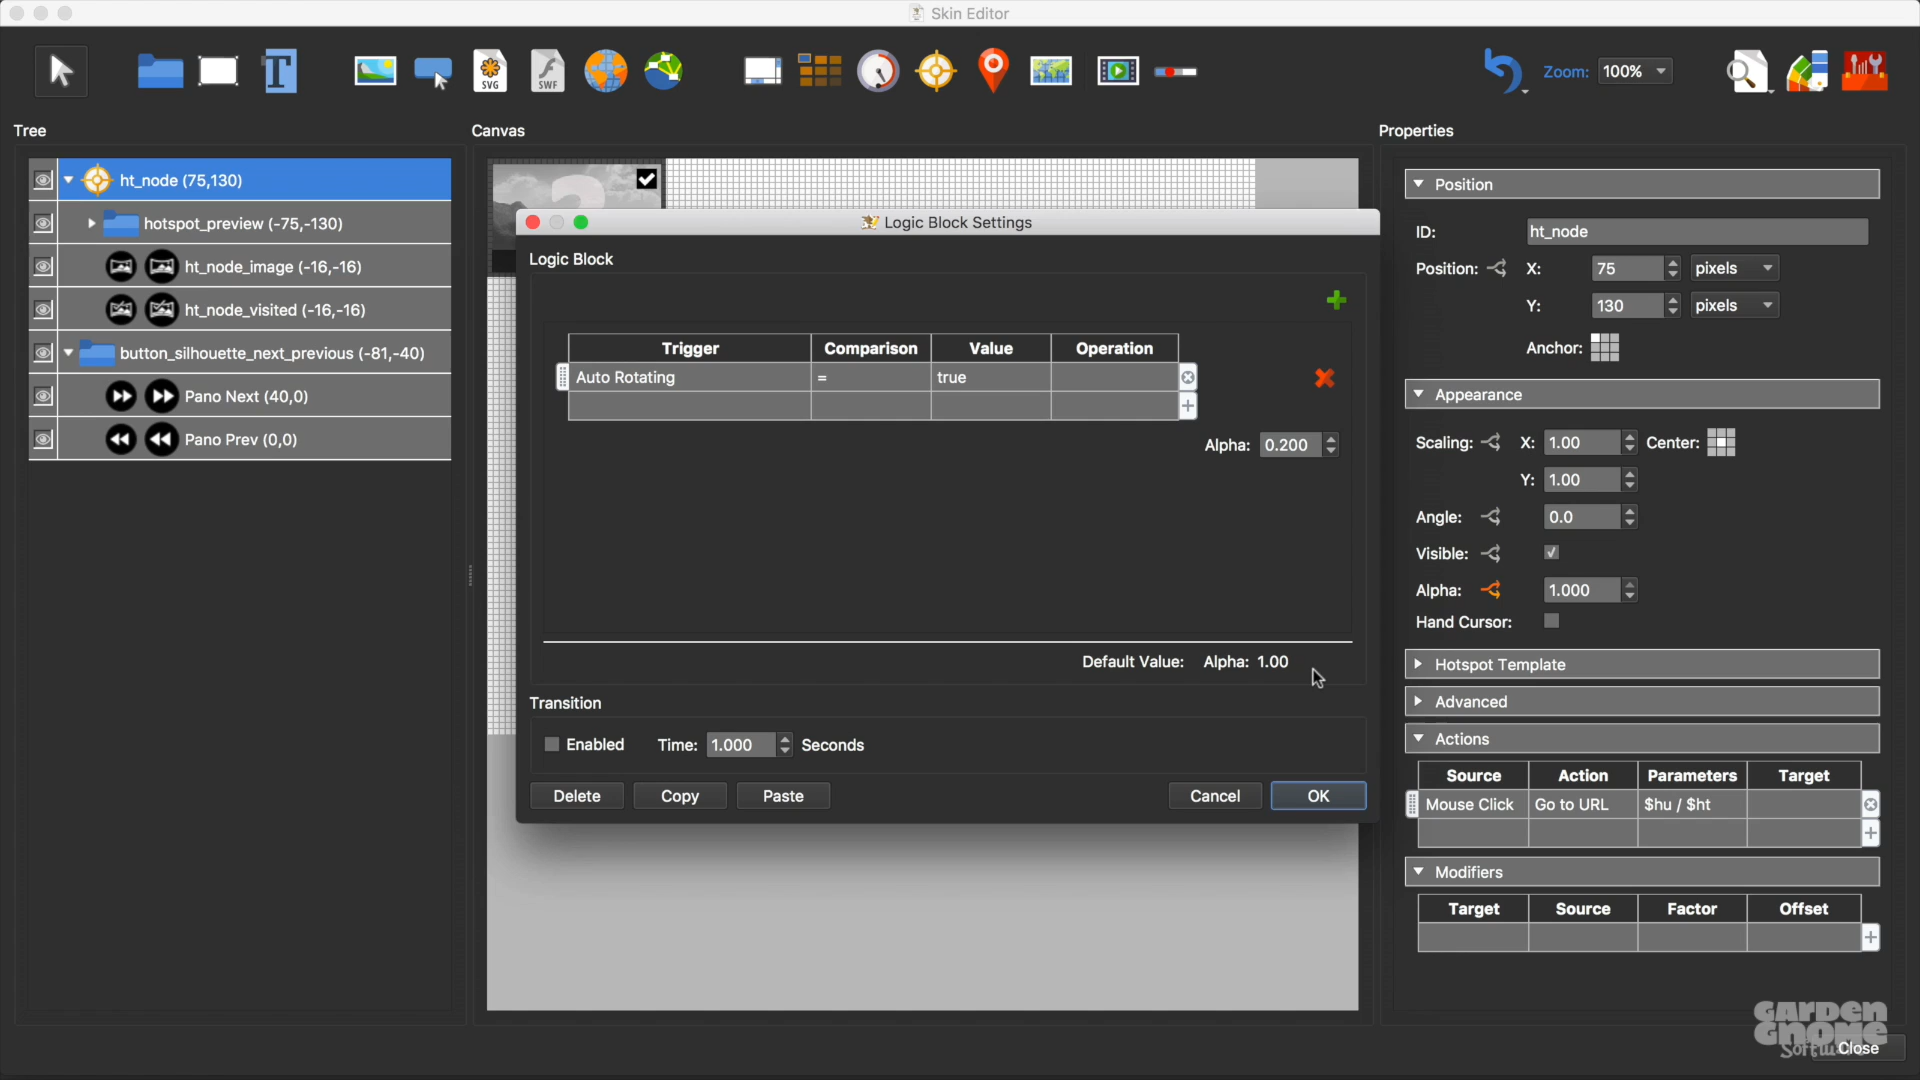 Skin Editor
T
SVG
SWF
Zoom: 100%
Tree
Canvas
Properties
ht_node (75,130)
hotspot_preview (-75,-130)
ht_node_image (-16,-16)
ht_node_visited (-16,-16)
button_silhouette_next_previous (-81,-40)
Pano Next (40,0)
Pano Prev (0,0)
Logic Block Settings
Logic Block
Trigger Comparison Value Operation
Auto Rotating = true
Alpha: 0.200
Default Value: Alpha: 1.00
Transition
Enabled Time: 1.000 Seconds
Delete Copy Paste Cancel OK
Position
ID: ht_node
Position: X: 75 pixels
Y: 130 pixels
Anchor:
Appearance
Scaling: X: 1.00 Center:
Y: 1.00
Angle: 0.0
Visible:
Alpha: 1.000
Hand Cursor:
Hotspot Template
Advanced
Actions
Source Action Parameters Target
Mouse Click Go to URL $hu / $ht
Modifiers
Target Source Factor Offset
GARDEN
GNOME
Close